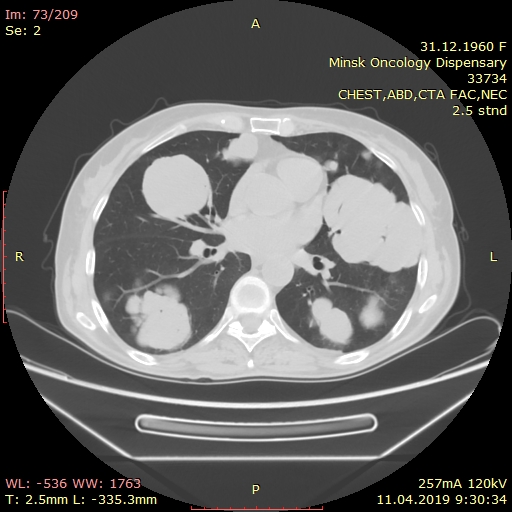 Im: 73/209
Se: 2
A
31.12.1960 F
Minsk Oncology Dispensary
33734
CHEST,ABD,CTA FAC,NEC
2.5 stnd
R
L
WL: -536 WW: 1763
T: 2.5mm L: -335.3mm
P
257mA 120kV
11.04.2019 9:30:34